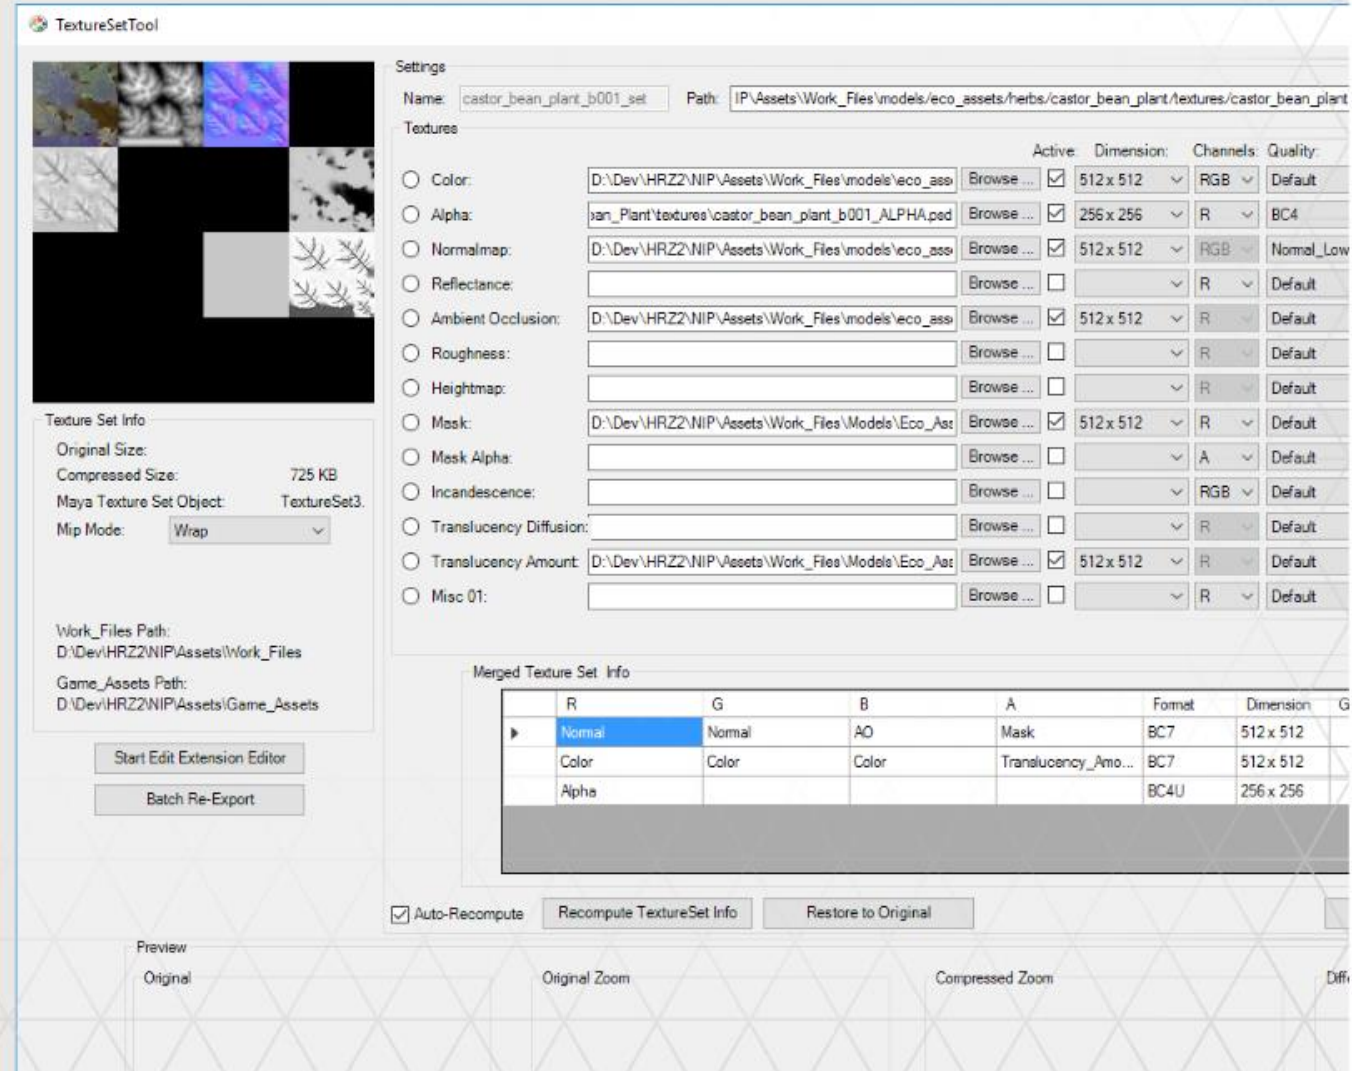 TextureSetTool
Settings
Name: castor_bean_plant_b001_set Path: IP\Assets\Work_Files\models/eco_assets/herbs/castor_bean_plant/textures/castor_bean_plant
Textures
Active: Dimension: Channels: Quality:
Color: D:\Dev\HRZ2\NIP\Assets\Work_Files\models\eco_ass Browse ... 512 x 512 RGB Default
Alpha: an_Plant\textures\castor_bean_plant_b001_ALPHA.psd Browse ... 256 x 256 R BC4
Normalmap: D:\Dev\HRZ2\NIP\Assets\Work_Files\models\eco_ass Browse ... 512 x 512 RGB Normal_Low
Reflectance: Browse ... R Default
Ambient Occlusion: D:\Dev\HRZ2\NIP\Assets\Work_Files\models\eco_ass Browse ... 512 x 512 R Default
Roughness: Browse ... R Default
Heightmap: Browse ... R Default
Mask: D:\Dev\HRZ2\NIP\Assets\Work_Files\Models\Eco_Ass Browse ... 512 x 512 R Default
Mask Alpha: Browse ... A Default
Incandescence: Browse ... RGB Default
Translucency Diffusion: Browse ... R Default
Translucency Amount: D:\Dev\HRZ2\NIP\Assets\Work_Files\Models\Eco_Ass Browse ... 512 x 512 R Default
Misc 01: Browse ... R Default
Texture Set Info
Original Size:
Compressed Size: 725 KB
Maya Texture Set Object: TextureSet3.
Mip Mode: Wrap
Work_Files Path:
D:\Dev\HRZ2\NIP\Assets\Work_Files
Game_Assets Path:
D:\Dev\HRZ2\NIP\Assets\Game_Assets
Start Edit Extension Editor
Batch Re-Export
Merged Texture Set Info
R G B A Format Dimension G
Normal Normal AO Mask BC7 512 x 512
Color Color Color Translucency_Amo... BC7 512 x 512
Alpha BC4U 256 x 256
Auto-Recompute Recompute TextureSet Info Restore to Original
Preview
Original Original Zoom Compressed Zoom Diff